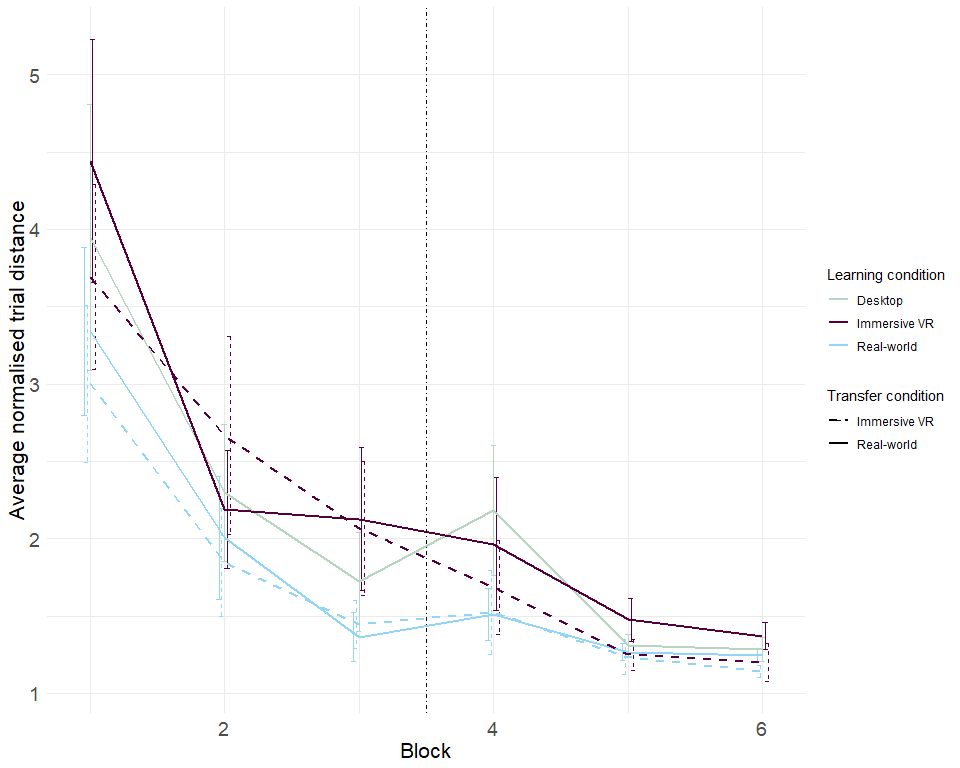 Average normalised trial distance
5
4
3
2
1
2
4
6
Block
Learning condition
Desktop
Immersive VR
Real-world
Transfer condition
Immersive VR
Real-world